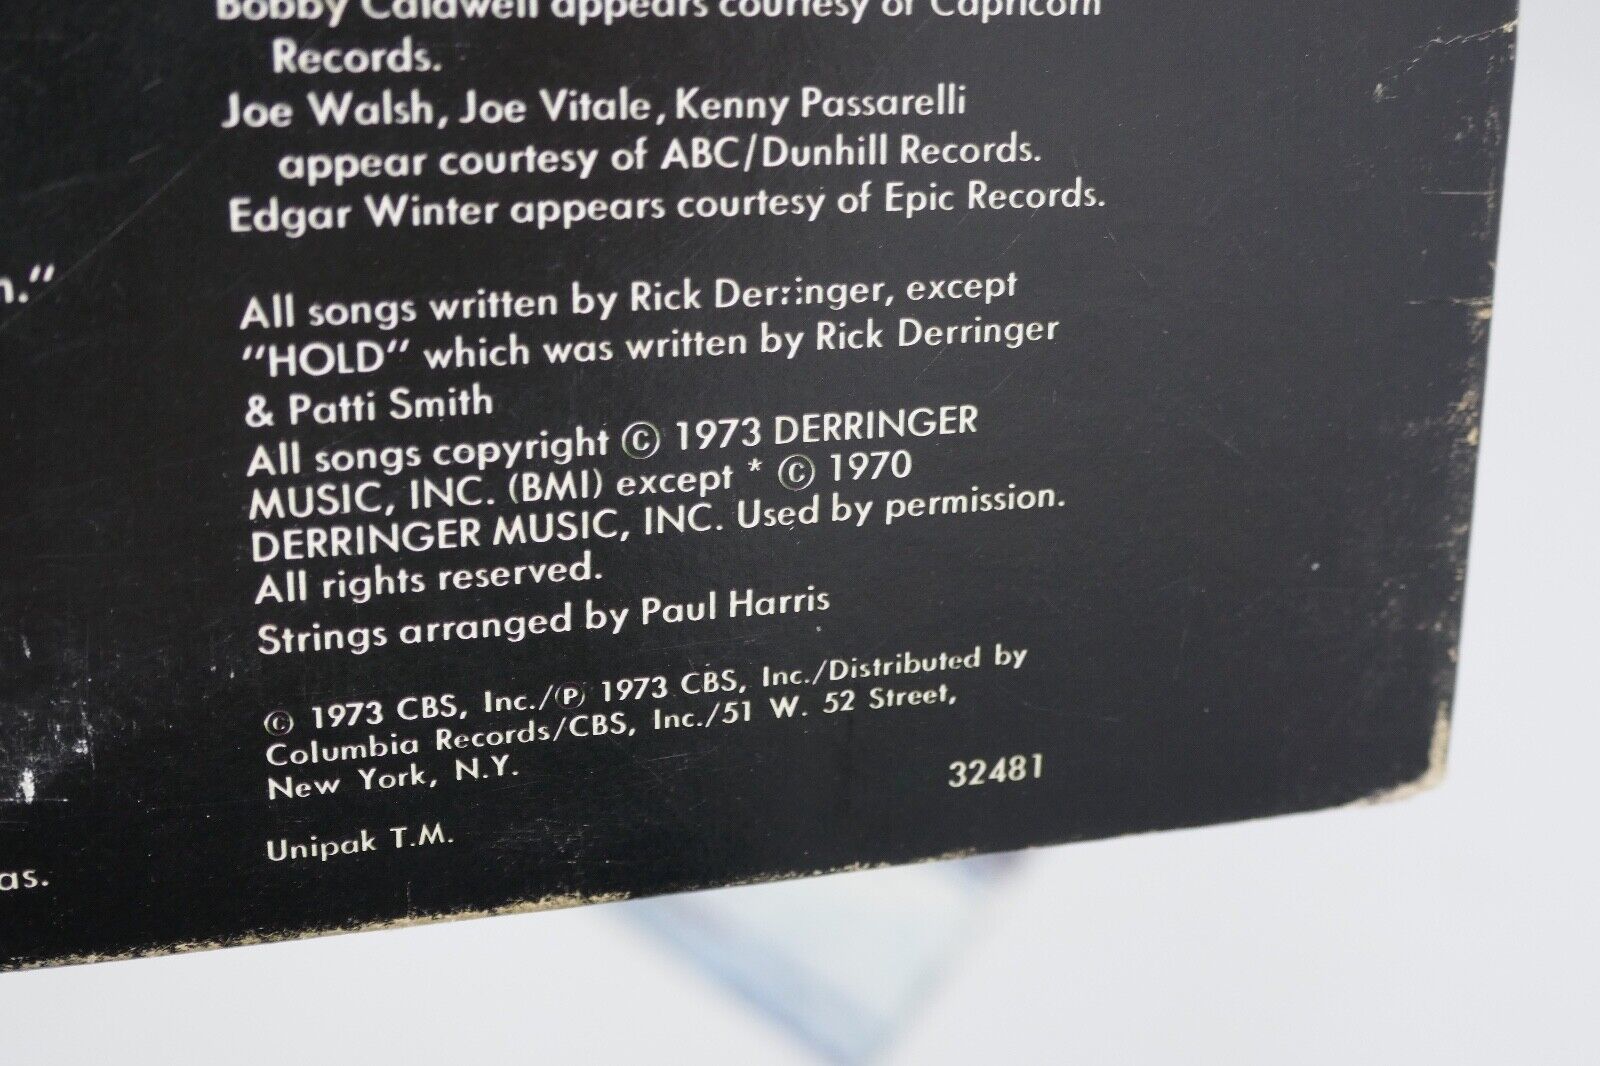 Bobby Caldwell appears courtesy of Capricorn
Records.
Joe Walsh, Joe Vitale, Kenny Passarelli
appear courtesy of ABC/Dunhill Records.
Edgar Winter appears courtesy of Epic Records.
."
All songs written by Rick Derringer, except
"HOLD" which was written by Rick Derringer
& Patti Smith
All songs copyright © 1973 DERRINGER
MUSIC, INC. (BMI) except * © 1970
DERRINGER MUSIC, INC. Used by permission.
All rights reserved.
Strings arranged by Paul Harris
© 1973 CBS, Inc./℗ 1973 CBS, Inc./Distributed by
Columbia Records/CBS, Inc./51 W. 52 Street,
New York, N.Y.
32481
Unipak T.M.
as.